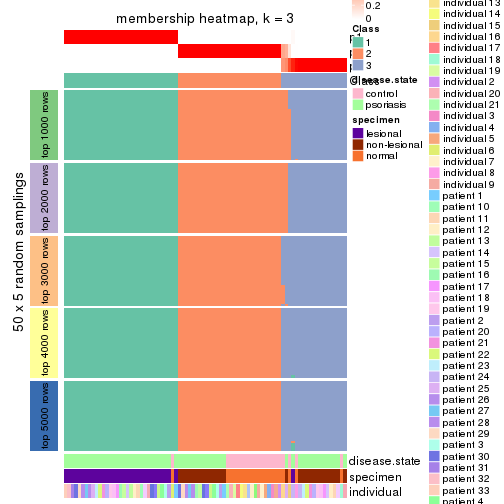 membership heatmap, k = 3
50 x 5 random samplings
top 1000 rows
top 2000 rows
top 3000 rows
top 4000 rows
top 5000 rows
0.2
0
Class
1
2
3
disease.state
control
psoriasis
specimen
lesional
non-lesional
normal
disease.state
specimen
individual
individual 13
individual 14
individual 15
individual 16
individual 17
individual 18
individual 19
individual 2
individual 20
individual 21
individual 3
individual 4
individual 5
individual 6
individual 7
individual 8
individual 9
patient 1
patient 10
patient 11
patient 12
patient 13
patient 14
patient 15
patient 16
patient 17
patient 18
patient 19
patient 2
patient 20
patient 21
patient 22
patient 23
patient 24
patient 25
patient 26
patient 27
patient 28
patient 29
patient 3
patient 30
patient 31
patient 32
patient 33
patient 4